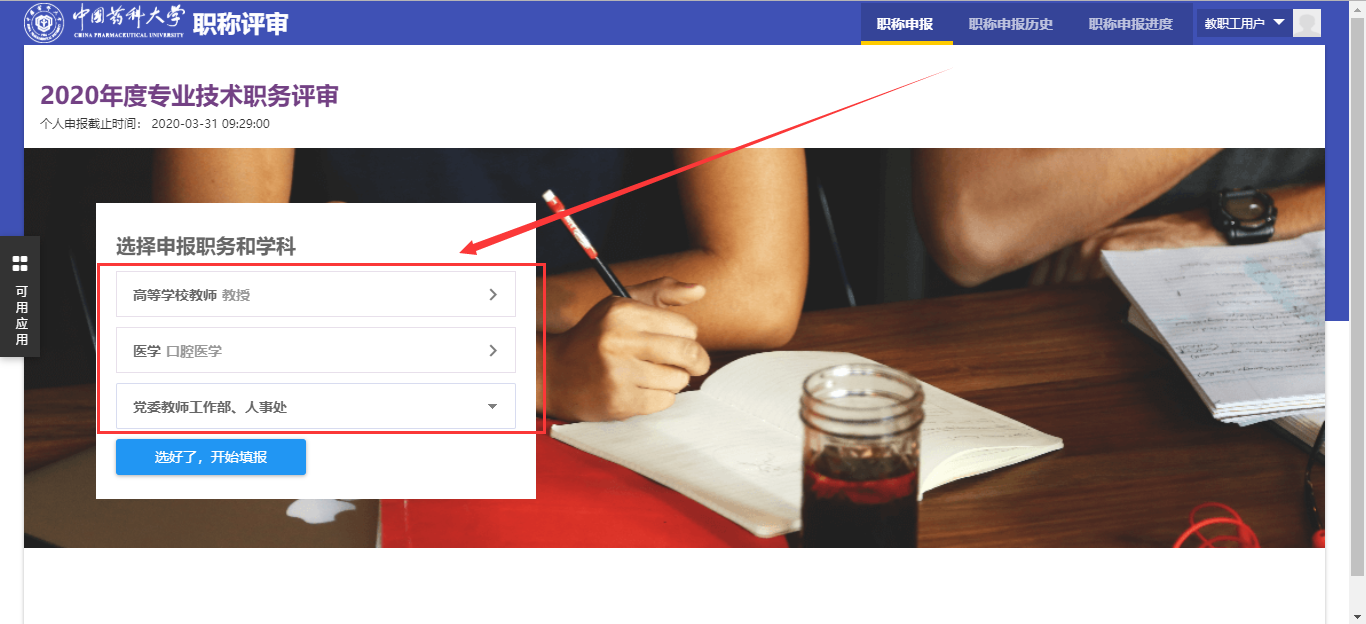 中国药科大学
CHINA PHARMACEUTICAL UNIVERSITY
职称评审
职称申报
职称申报历史
职称申报进度
教职工用户
2020年度专业技术职务评审
个人申报截止时间： 2020-03-31 09:29:00
可用应用
选择申报职务和学科
高等学校教师 教授
医学 口腔医学
党委教师工作部、人事处
选好了，开始填报